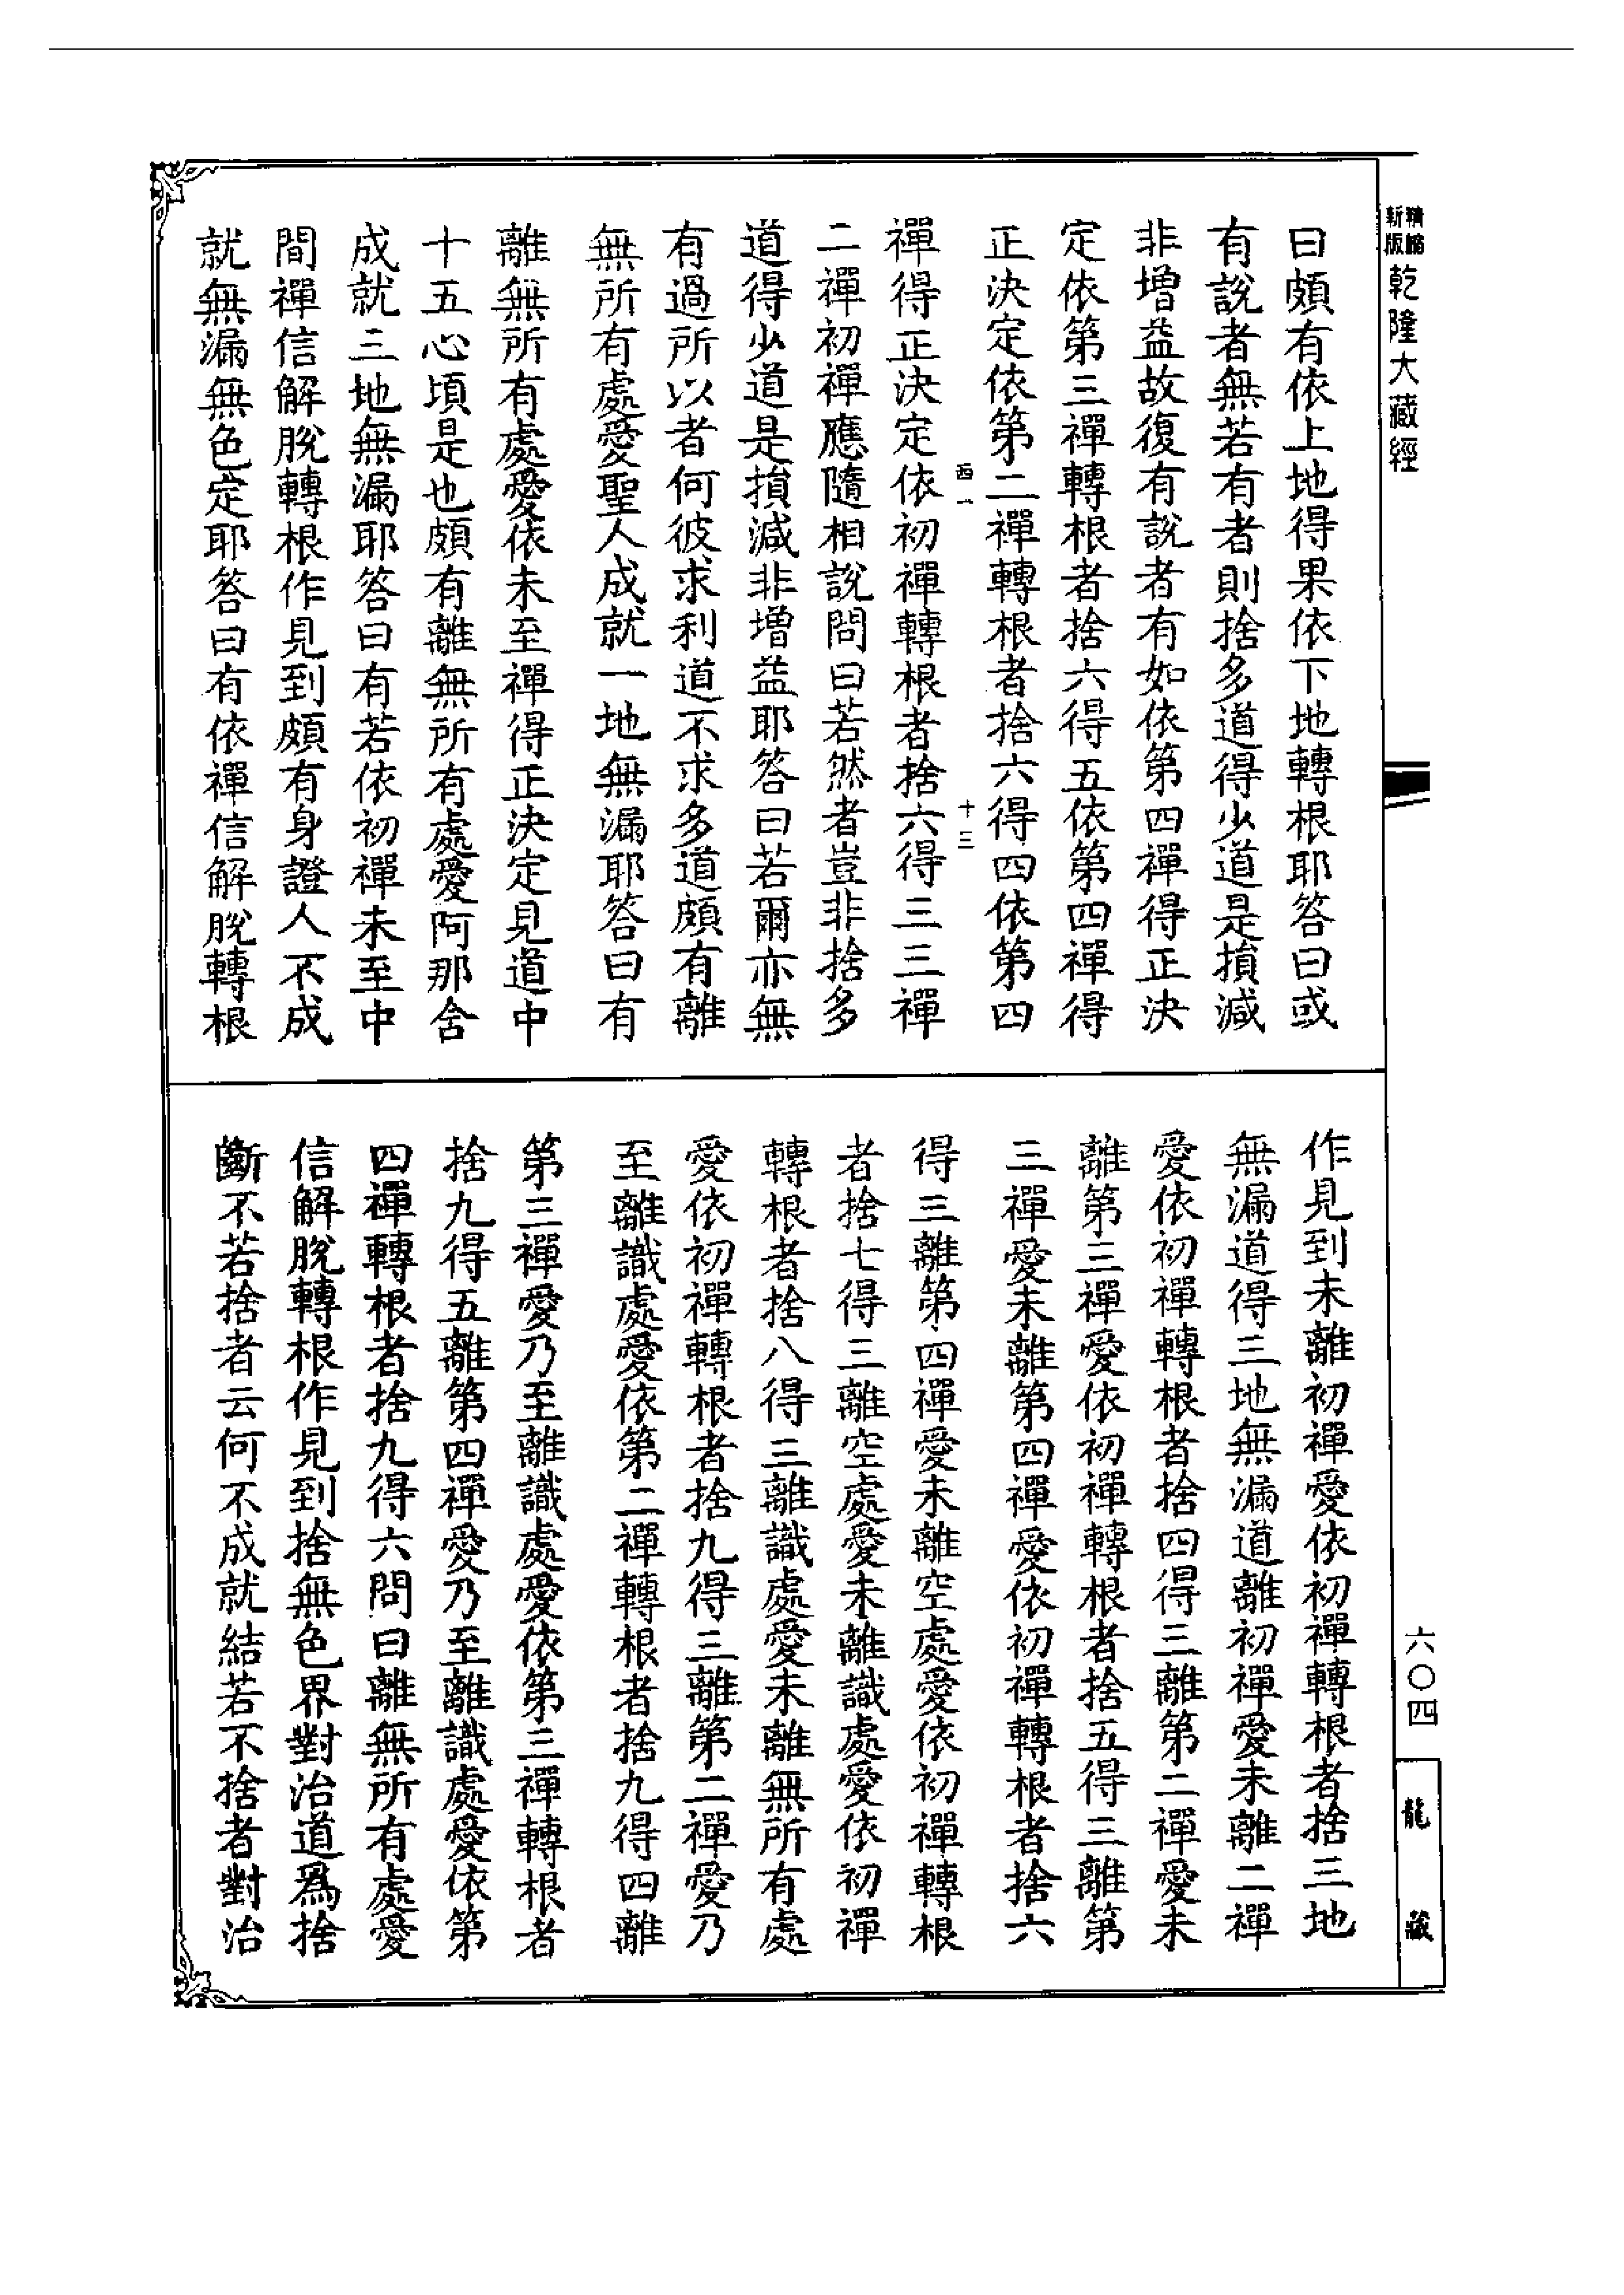 精縮新版乾隆大藏經
曰頗有依上地得果依下地轉根耶答曰或
有說者無若有者則捨多道得少道是損減
非增益故復有說者有如依第四禪得正決
定依第三禪轉根者捨六得五依第四禪得
正決定依第二禪轉根者捨六得四依第四
十三
禪得正決定依初禪轉根者捨六得三三禪
二禪初禪應隨相說問曰若然者豈非捨多
道得少道是損減非增益耶答曰若爾亦無
有過所以者何彼求利道不求多道頗有離
無所有處愛聖人成就一地無漏耶答曰有
離無所有處愛依未至禪得正決定見道中
十五心頃是也頗有離無所有處愛阿那含
成就三地無漏耶答曰有若依初禪未至中
間禪信解脫轉根作見到頗有身證人不成
就無漏無色定耶答曰有依禪信解脫轉根
作見到未離初禪愛依初禪轉根者捨三地
無漏道得三地無漏道離初禪愛未離二禪
愛依初禪轉根者捨四得三離第二禪愛未
離第三禪愛依初禪轉根者捨五得三離第
三禪愛未離第四禪愛依初禪轉根者捨六
得三離第四禪愛未離空處愛依初禪轉根
者捨七得三離空處愛未離識處愛依初禪
轉根者捨八得三離識處愛未離無所有處
愛依初禪轉根者捨九得三離第二禪愛乃
至離識處愛依第二禪轉根者捨九得四離
第三禪愛乃至離識處愛依第三禪轉根者
捨九得五離第四禪愛乃至離識處愛依第
四禪轉根者捨九得六問曰離無所有處愛
信解脫轉根作見到捨無色界對治道爲捨
斷不若捨者云何不成就結若不捨者對治
六〇四
龍藏